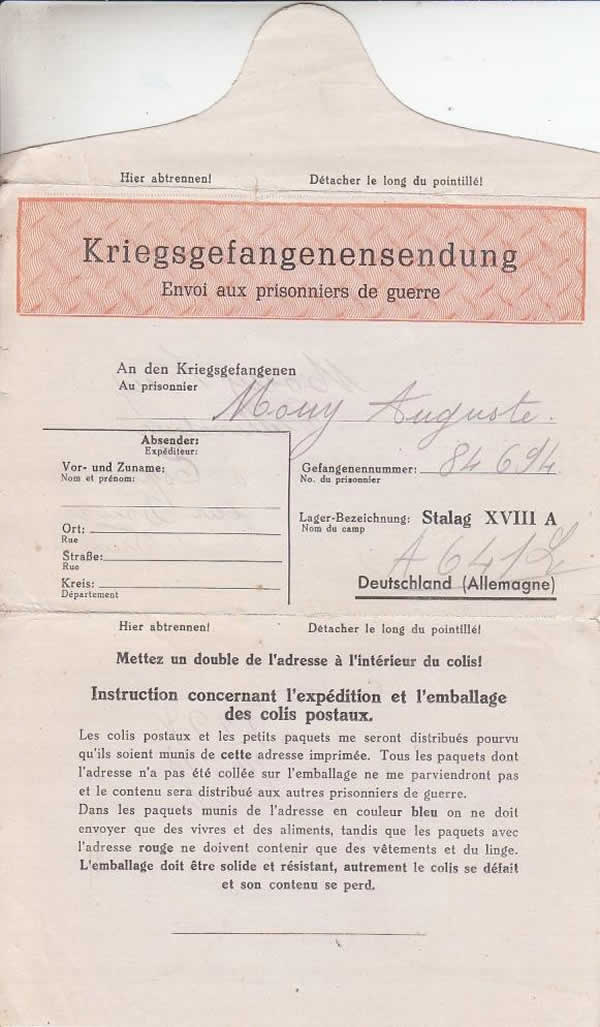 Hier abtrennen! Détacher le long du pointillé!
Kriegsgefangenensendung
Envoi aux prisonniers de guerre
An den Kriegsgefangenen
Au prisonnier
Mouy Auguste.
Absender:
Expéditeur:
Vor- und Zuname:
Nom et prénom:
Ort:
Rue
Straße:
Rue
Kreis:
Département
Gefangenennummer: 84 694
No. du prisonnier
Lager-Bezeichnung: Stalag XVIII A
Nom du camp
Deutschland (Allemagne)
Hier abtrennen! Détacher le long du pointillé!
Mettez un double de l'adresse à l'intérieur du colis!
Instruction concernant l'expédition et l'emballage
des colis postaux.
Les colis postaux et les petits paquets me seront distribués pourvu
qu'ils soient munis de cette adresse imprimée. Tous les paquets dont
l'adresse n'a pas été collée sur l'emballage ne me parviendront pas
et le contenu sera distribué aux autres prisonniers de guerre.
Dans les paquets munis de l'adresse en couleur bleu on ne doit
envoyer que des vivres et des aliments, tandis que les paquets avec
l'adresse rouge ne doivent contenir que des vêtements et du linge.
L'emballage doit être solide et résistant, autrement le colis se défait
et son contenu se perd.